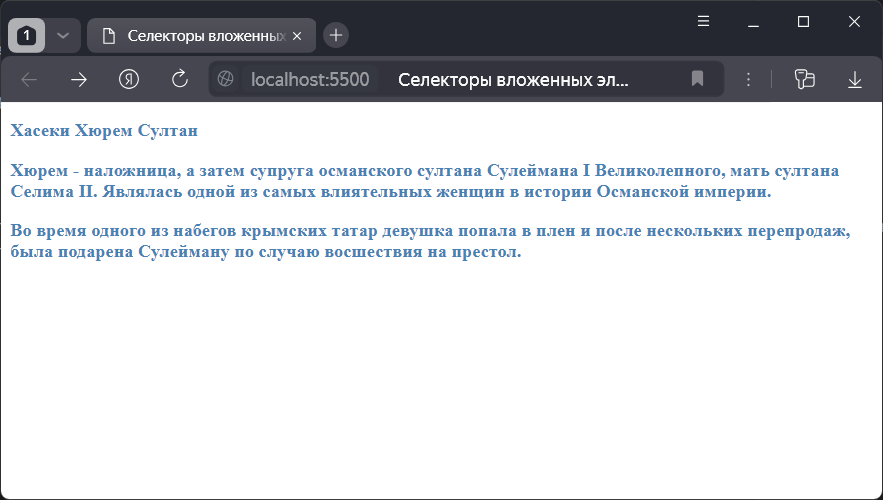 1
Селекторы вложенных
Я
localhost:5500 Селекторы вложенных эл...
Хасеки Хюрем Султан
Хюрем - наложница, а затем супруга османского султана Сулеймана I Великолепного, мать султана
Селима II. Являлась одной из самых влиятельных женщин в истории Османской империи.
Во время одного из набегов крымских татар девушка попала в плен и после нескольких перепродаж,
была подарена Сулейману по случаю восшествия на престол.